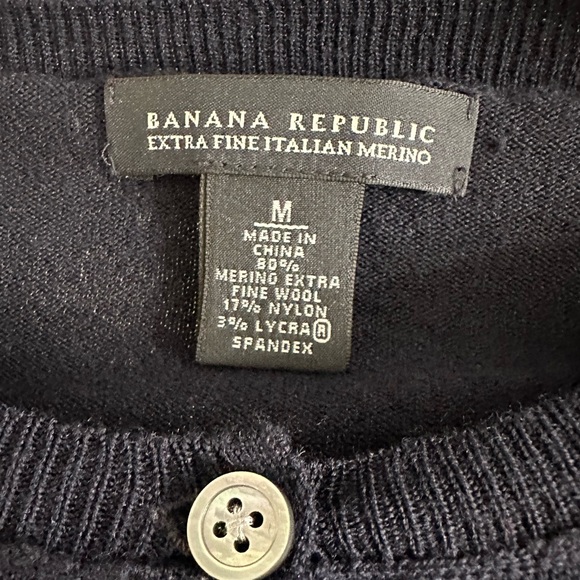 BANANA REPUBLIC
EXTRA FINE ITALIAN MERINO
M
MADE IN
CHINA
80%
MERINO EXTRA
FINE WOOL
17% NYLON
3% LYCRA®
SPANDEX